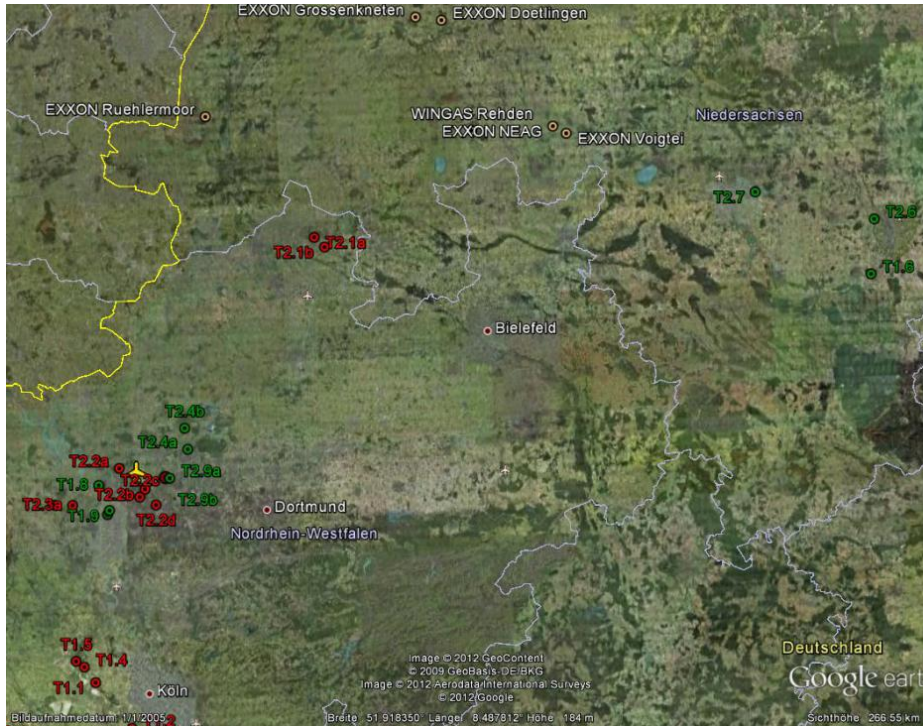 EXXON Grossenkneten
EXXON Doetlingen
EXXON Ruehlermoor
WINGAS Rehden
Niedersachsen
EXXON NEAG
EXXON Voigtei
T2.7
T2.6
T2.1a
T2.1b
T1.6
Bielefeld
T2.4b
T2.4a
T2.2a
T2.9a
T1.8
T2.2b
T2.9b
T2.3a
T1.9
T2.2d
Dortmund
Nordrhein-Westfalen
T1.5
T1.4
T1.1
Köln
Deutschland
Image © 2012 GeoContent
© 2009 GeoBasis-DE/BKG
Image © 2012 Aerodata International Surveys
© 2012 Google
Google eart
Bildaufnahmedatum: 1/1/2005
Breite 51.918350° Länge 8.487812° Höhe 184 m
Sichthöhe 266.55 km